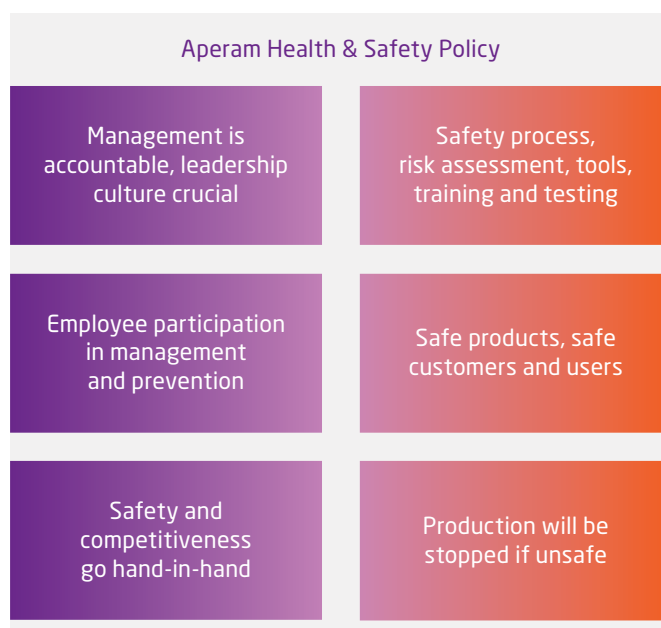 Aperam Health & Safety Policy
Management is
accountable, leadership
culture crucial
Safety process,
risk assessment, tools,
training and testing
Employee participation
in management
and prevention
Safe products, safe
customers and users
Safety and
competitiveness
go hand-in-hand
Production will be
stopped if unsafe